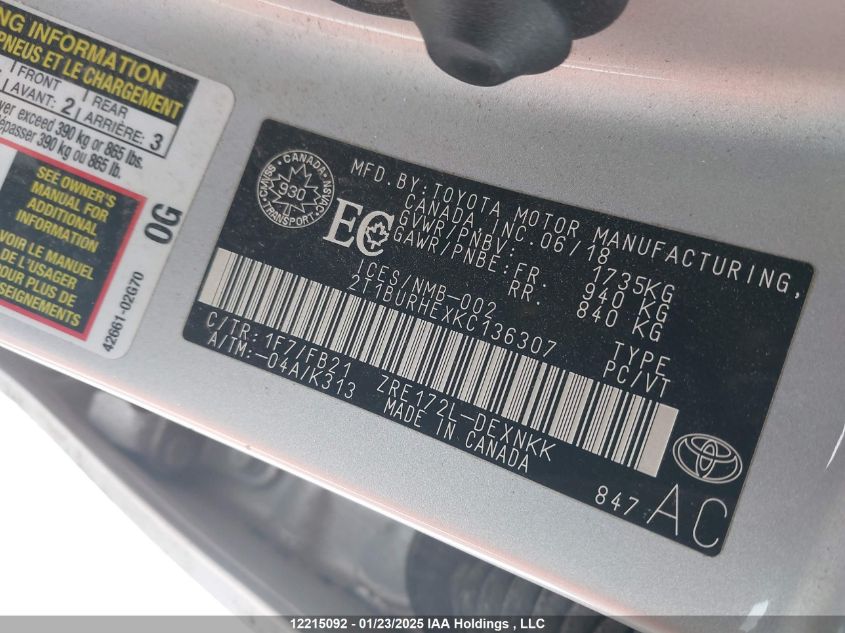 NG INFORMATION
PNEUS ET LE CHARGEMENT
FRONT REAR
AVANT: 2 ARRIÈRE: 3
ver exceed 390 kg or 865 lbs.
dépasser 390 kg ou 865 lb.
SEE OWNER'S
MANUAL FOR
ADDITIONAL
INFORMATION
VOIR LE MANUEL
DE L'USAGER
POUR PLUS DE
SEIGNEMENTS
0G
42661-02G70
CANADA
CMVSS NSVAC
930
TRANSPORT
EC
MFD. BY: TOYOTA MOTOR MANUFACTURING,
CANADA INC. 06/18
GVWR/PNBV: 1735KG
GAWR/PNBE: FR. 940 KG
RR. 840 KG
ICES/NMB-002
2T1BURHEXKC136307
TYPE
PC/VT
C/TR: 1F7/FB21
A/TM:-04A/K313
ZRE172L-DEXNKK
MADE IN CANADA
847 AC
12215092 - 01/23/2025 IAA Holdings , LLC